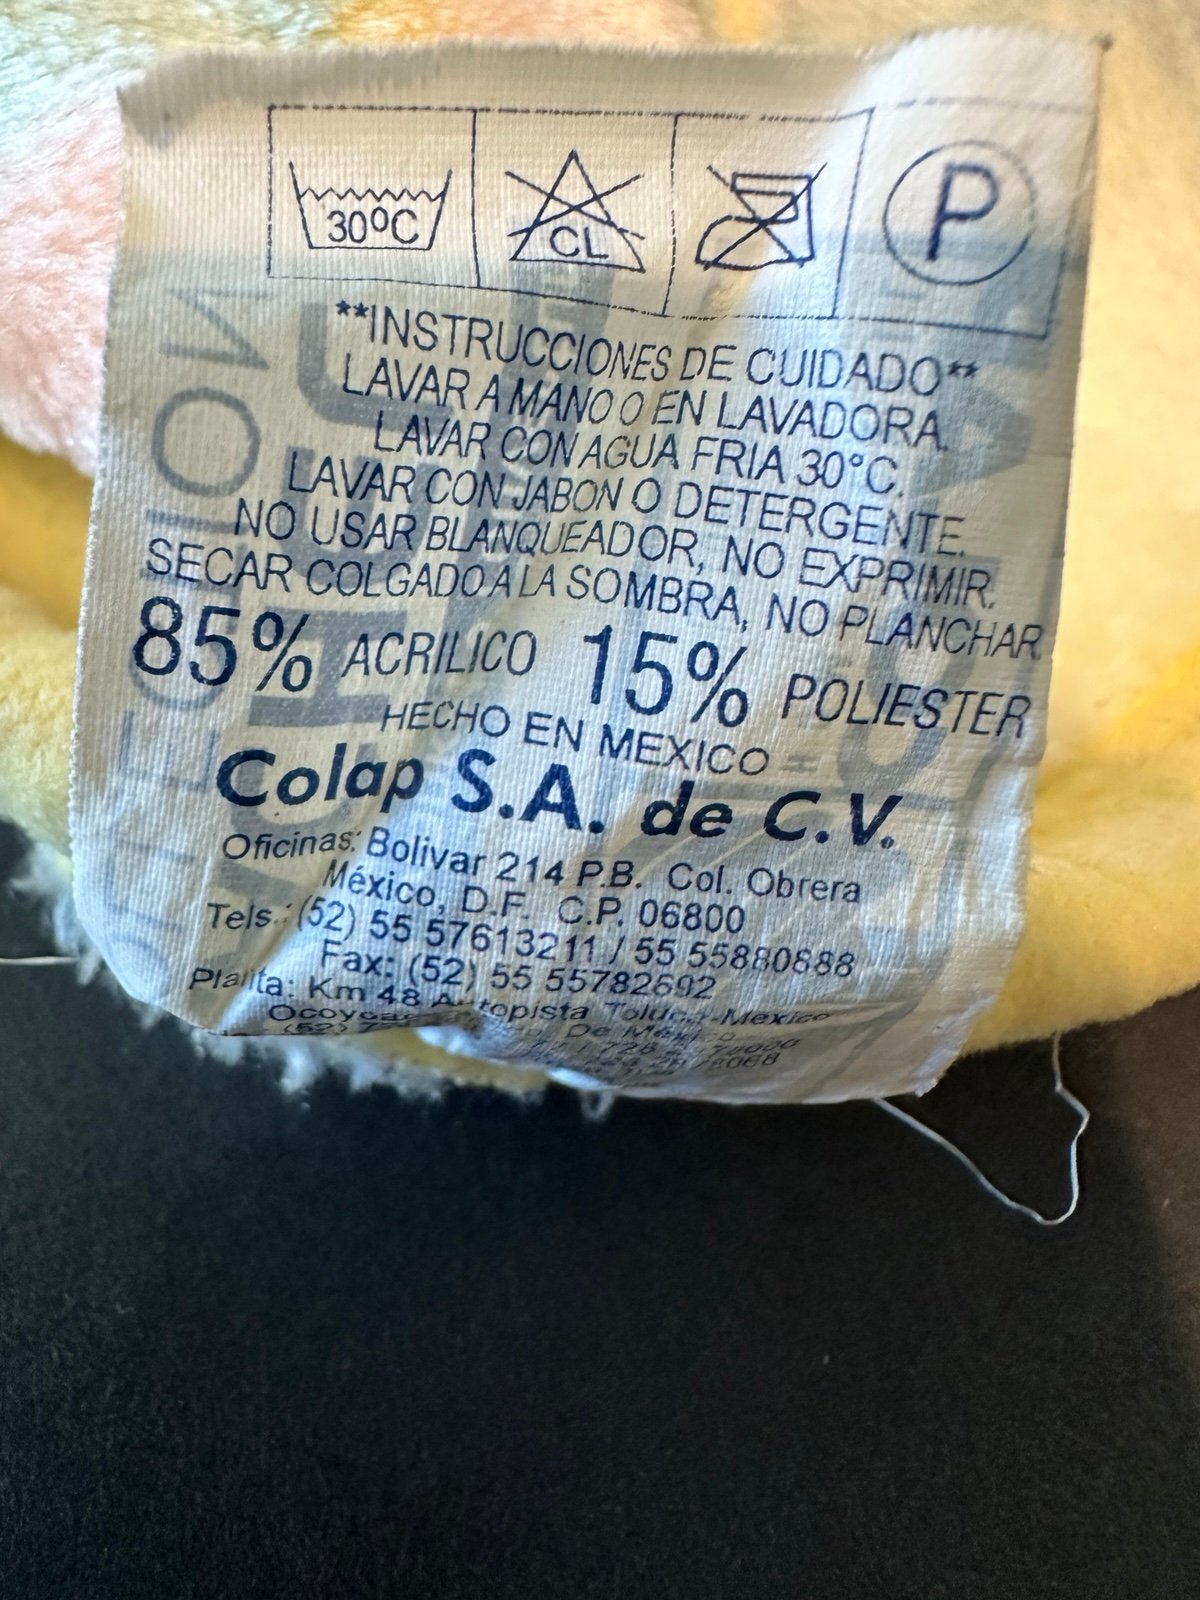 30ºC
CL
P
**INSTRUCCIONES DE CUIDADO**
LAVAR A MANO O EN LAVADORA.
LAVAR CON AGUA FRIA 30°C.
LAVAR CON JABON O DETERGENTE.
NO USAR BLANQUEADOR, NO EXPRIMIR.
SECAR COLGADO A LA SOMBRA, NO PLANCHAR
85% ACRILICO 15% POLIESTER
HECHO EN MEXICO
Colap S.A. de C.V.
Oficinas: Bolivar 214 P.B. Col. Obrera
México, D.F. C.P. 06800
Tels.: (52) 55 57613211 / 55 55880888
Fax: (52) 55 55782692
Planta: Km 48 Autopista Toluca-Mexico
De
(52)